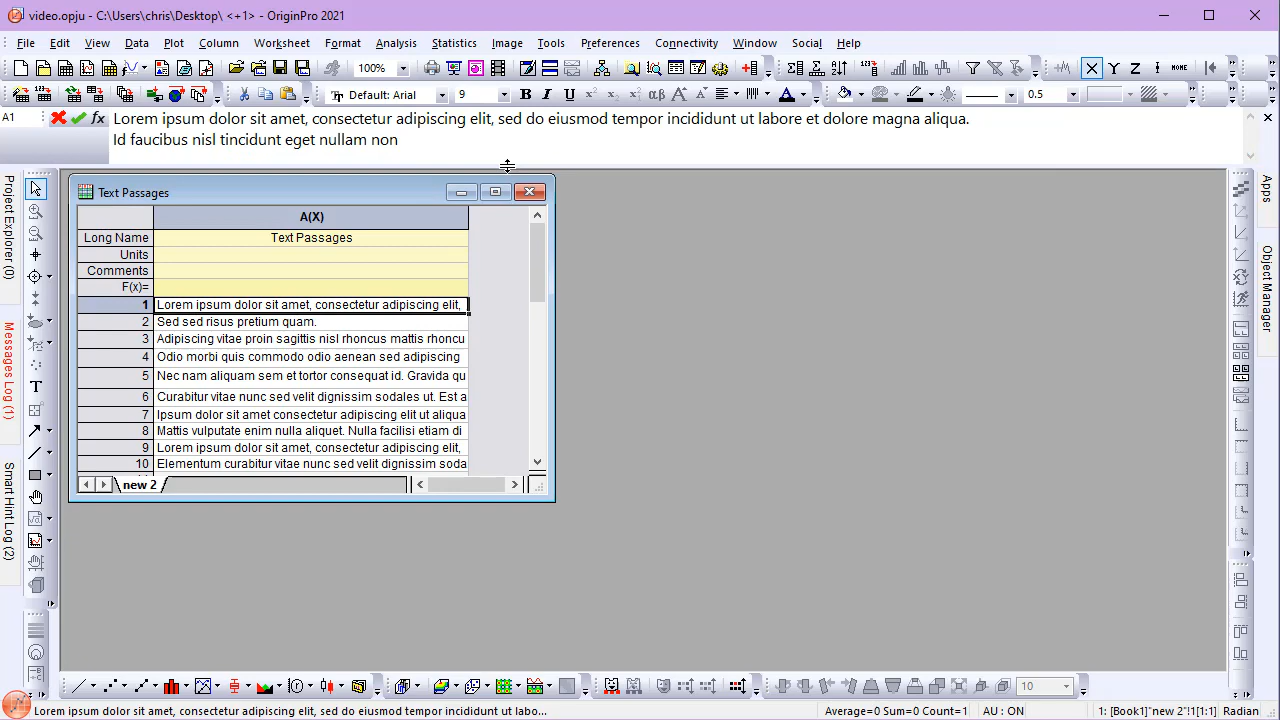 video.opju - C:\Users\chris\Desktop\ <+1> - OriginPro 2021
File Edit View Data Plot Column Worksheet Format Analysis Statistics Image Tools Preferences Connectivity Window Social Help
100%
Default: Arial 9 B I U 0.5
A1 fx Lorem ipsum dolor sit amet, consectetur adipiscing elit, sed do eiusmod tempor incididunt ut labore et dolore magna aliqua.
Id faucibus nisl tincidunt eget nullam non
Project Explorer (0)
Messages Log (1)
Smart Hint Log (2)
Text Passages
A(X)
Long Name Text Passages
Units
Comments
F(x)=
1 Lorem ipsum dolor sit amet, consectetur adipiscing elit,
2 Sed sed risus pretium quam.
3 Adipiscing vitae proin sagittis nisl rhoncus mattis rhoncu
4 Odio morbi quis commodo odio aenean sed adipiscing
5 Nec nam aliquam sem et tortor consequat id. Gravida qu
6 Curabitur vitae nunc sed velit dignissim sodales ut. Est a
7 Ipsum dolor sit amet consectetur adipiscing elit ut aliqua
8 Mattis vulputate enim nulla aliquet. Nulla facilisi etiam di
9 Lorem ipsum dolor sit amet, consectetur adipiscing elit,
10 Elementum curabitur vitae nunc sed velit dignissim soda
new 2
Apps
Object Manager
10
Lorem ipsum dolor sit amet, consectetur adipiscing elit, sed do eiusmod tempor incididunt ut labo... Average=0 Sum=0 Count=1 AU : ON 1: [Book1]"new 2"!1[1:1] Radian